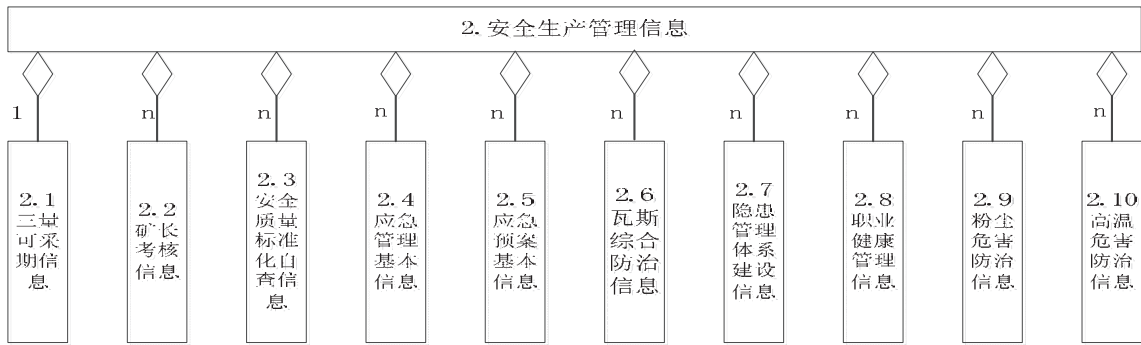 2.安全生产管理信息
1
n
n
n
n
n
n
n
n
n
2.1
三量
可采
期信
息
2.2
矿长
考核
信息
2.3
安全
质量
标准
化自
查信
息
2.4
应急
管理
基本
信息
2.5
应急
预案
基本
信息
2.6
瓦斯
综合
防治
信息
2.7
隐患
管理
体系
建设
信息
2.8
职业
健康
管理
信息
2.9
粉尘
危害
防治
信息
2.10
高温
危害
防治
信息